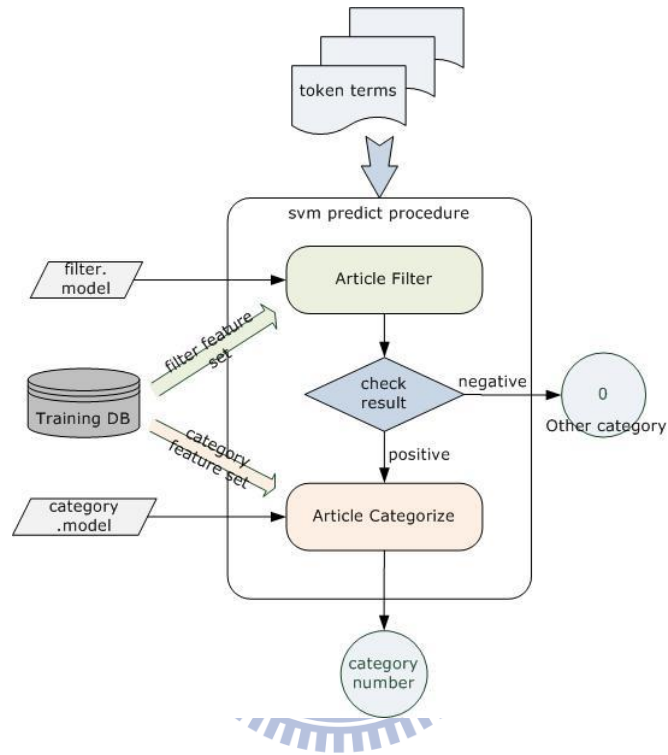 token terms
svm predict procedure
filter.
model
Article Filter
filter feature
set
check
result
negative
0
Other category
Training DB
category
feature set
positive
category
.model
Article Categorize
category
number